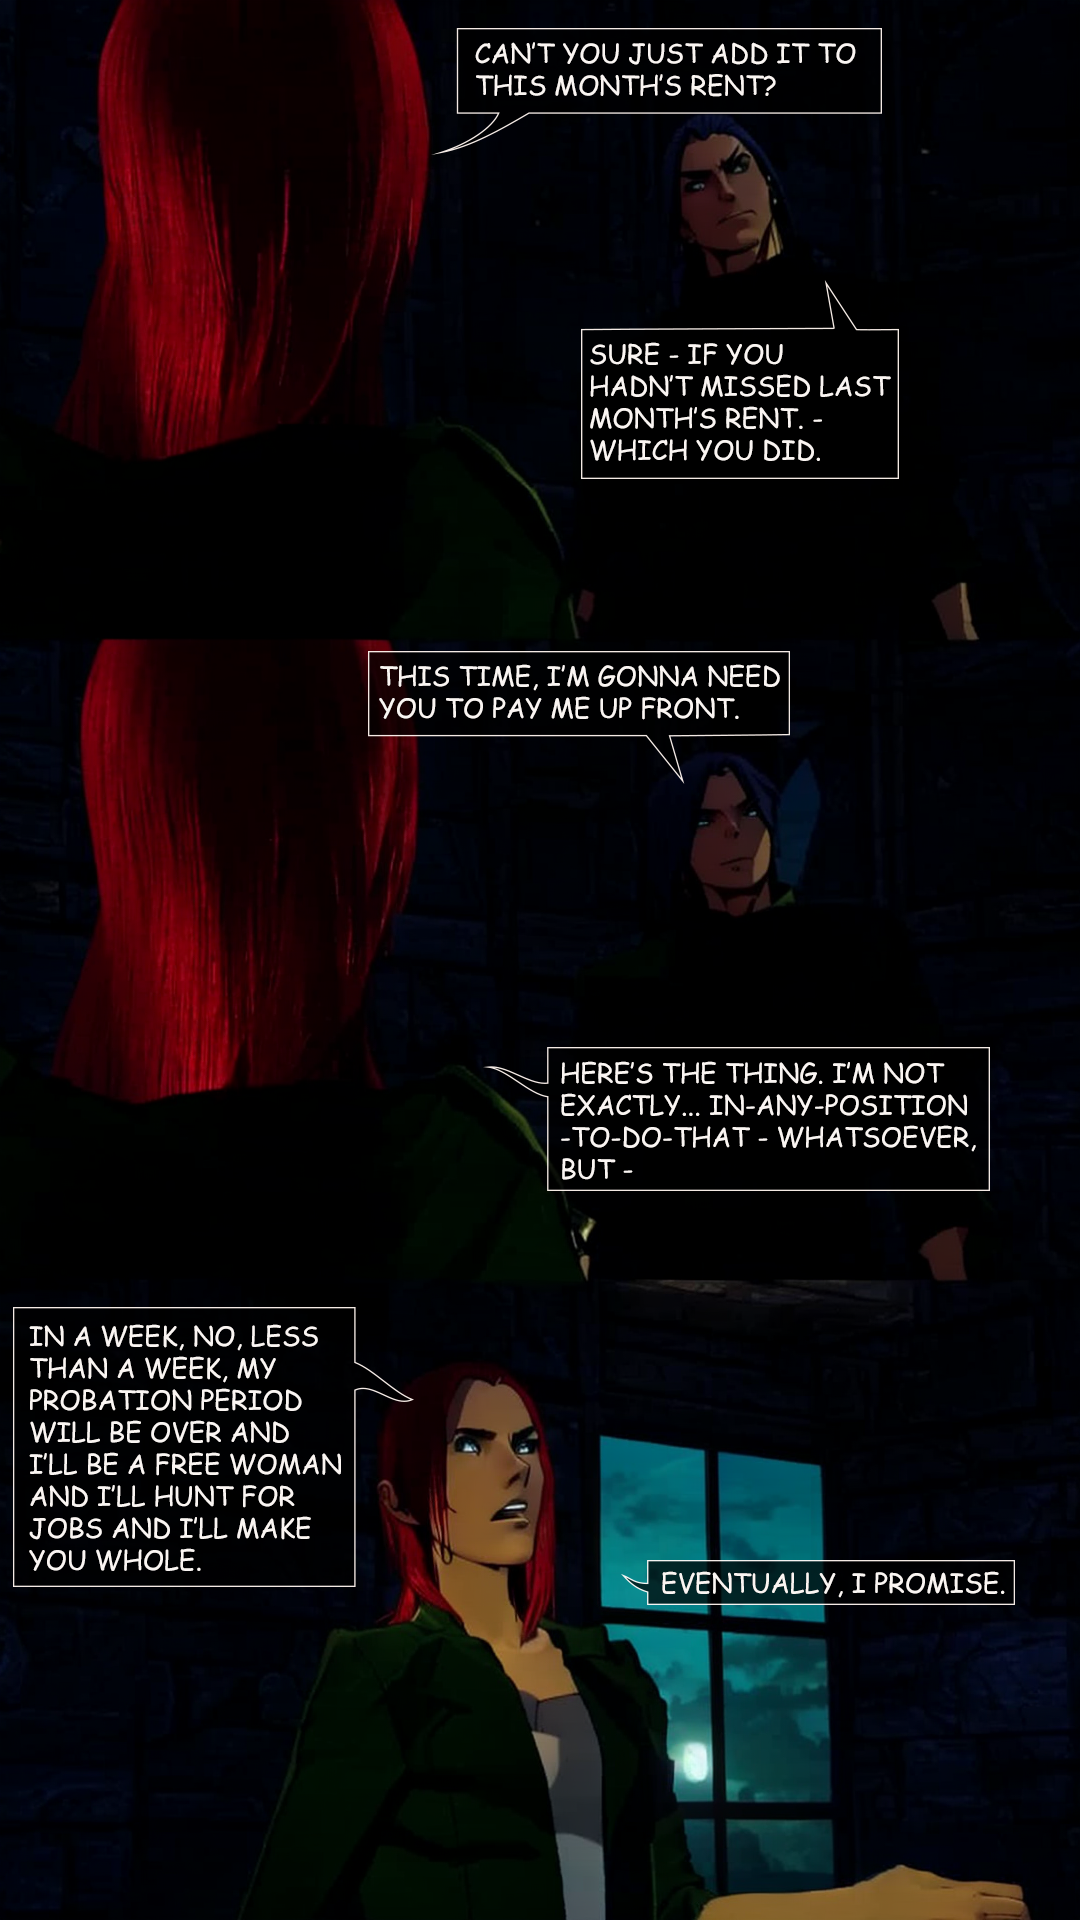 CAN'T YOU JUST ADD IT TO
THIS MONTH'S RENT?
SURE - IF YOU
HADN'T MISSED LAST
MONTH'S RENT. -
WHICH YOU DID.
THIS TIME, I'M GONNA NEED
YOU TO PAY ME UP FRONT.
HERE'S THE THING. I'M NOT
EXACTLY... IN-ANY-POSITION
-TO-DO-THAT - WHATSOEVER,
BUT -
IN A WEEK, NO, LESS
THAN A WEEK, MY
PROBATION PERIOD
WILL BE OVER AND
I'LL BE A FREE WOMAN
AND I'LL HUNT FOR
JOBS AND I'LL MAKE
YOU WHOLE.
EVENTUALLY, I PROMISE.